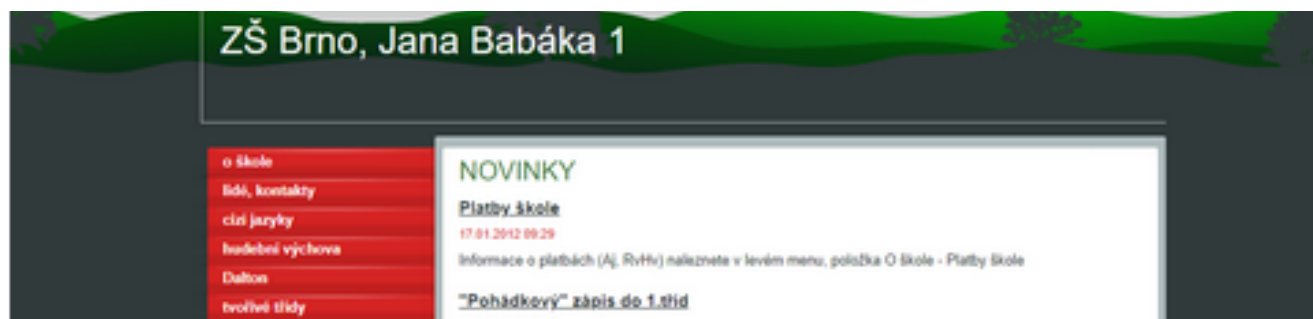 ZŠ Brno, Jana Babáka 1
o škole
lidé, kontakty
cizí jazyky
hudební výchova
Dalton
tvořivé třídy
NOVINKY
Platby škole
17.01.2012 09:29
Informace o platbách (Aj, RvHv) naleznete v levém menu, položka O škole - Platby škole
"Pohádkový" zápis do 1.tříd